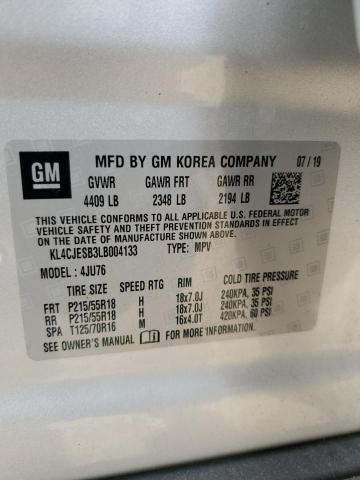 GM
MFD BY GM KOREA COMPANY 07 / 19
GVWR GAWR FRT GAWR RR
4409 LB 2348 LB 2194 LB
THIS VEHICLE CONFORMS TO ALL APPLICABLE U.S. FEDERAL MOTOR
VEHICLE SAFETY, BUMPER, AND THEFT PREVENTION STANDARDS IN EFFECT
ON THE DATE OF MANUFACTURE SHOWN ABOVE.
KL4CJESB3LB004133 TYPE: MPV
MODEL: 4JU76
TIRE SIZE SPEED RTG RIM COLD TIRE PRESSURE
FRT P215/55R18 H 18x7.0J 240KPA, 35 PSI
RR P215/55R18 H 18x7.0J 240KPA, 35 PSI
SPA T125/70R16 M 16x4.0T 420KPA, 60 PSI
SEE OWNER'S MANUAL FOR MORE INFORMATION.